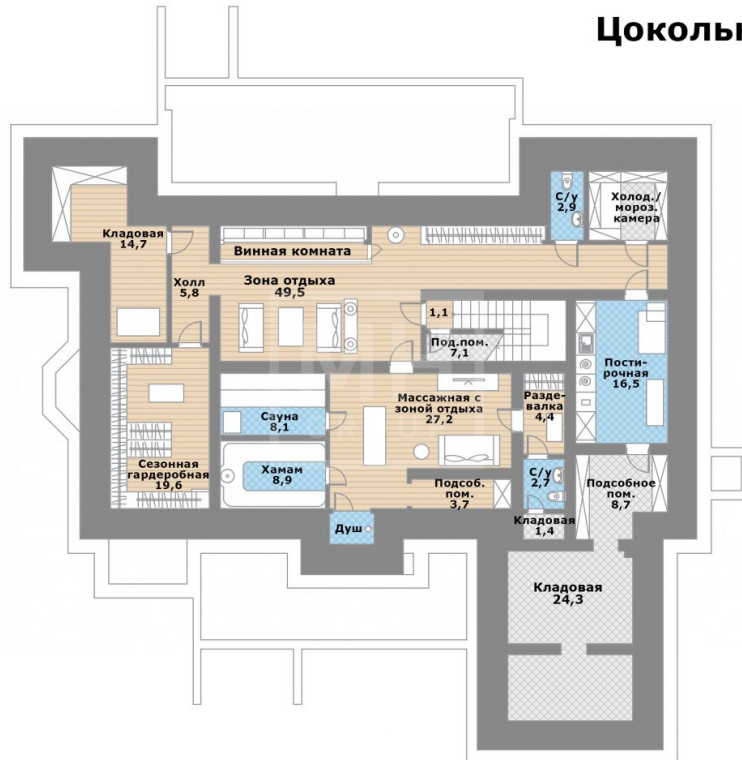 Цокольн
С/у
2,9
Холод./
мороз.
камера
Кладовая
14,7
Винная комната
Холл
5,8
Зона отдыха
49,5
1,1
Под.пом.
7,1
Пости-
рочная
16,5
Массажная с
зоной отдыха
27,2
Разде-
валка
4,4
Сауна
8,1
Сезонная
гардеробная
19,6
Хамам
8,9
С/у
2,7
Подсоб.
пом.
3,7
Подсобное
пом.
8,7
Душ
Кладовая
1,4
Кладовая
24,3